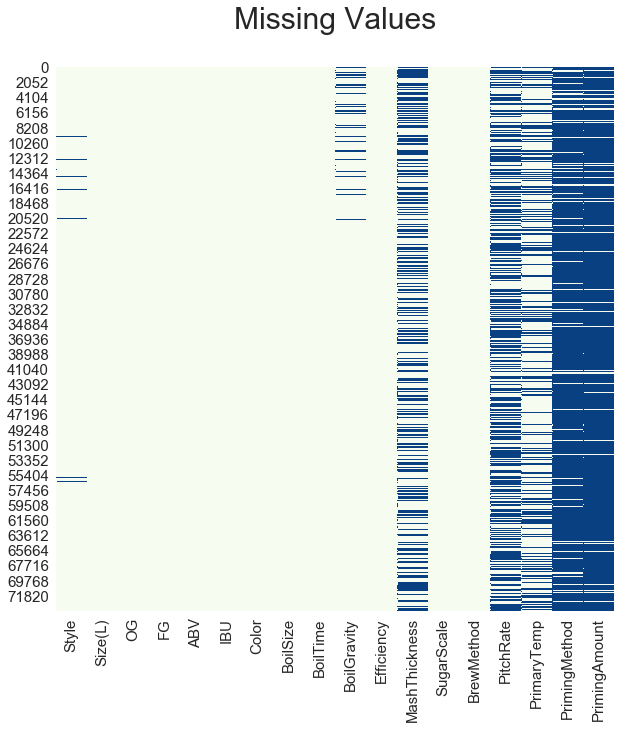 Missing Values
0
2052
4104
6156
8208
10260
12312
14364
16416
18468
20520
22572
24624
26676
28728
30780
32832
34884
36936
38988
41040
43092
45144
47196
49248
51300
53352
55404
57456
59508
61560
63612
65664
67716
69768
71820
Style
Size(L)
OG
FG
ABV
IBU
Color
BoilSize
BoilTime
BoilGravity
Efficiency
MashThickness
SugarScale
BrewMethod
PitchRate
PrimaryTemp
PrimingMethod
PrimingAmount